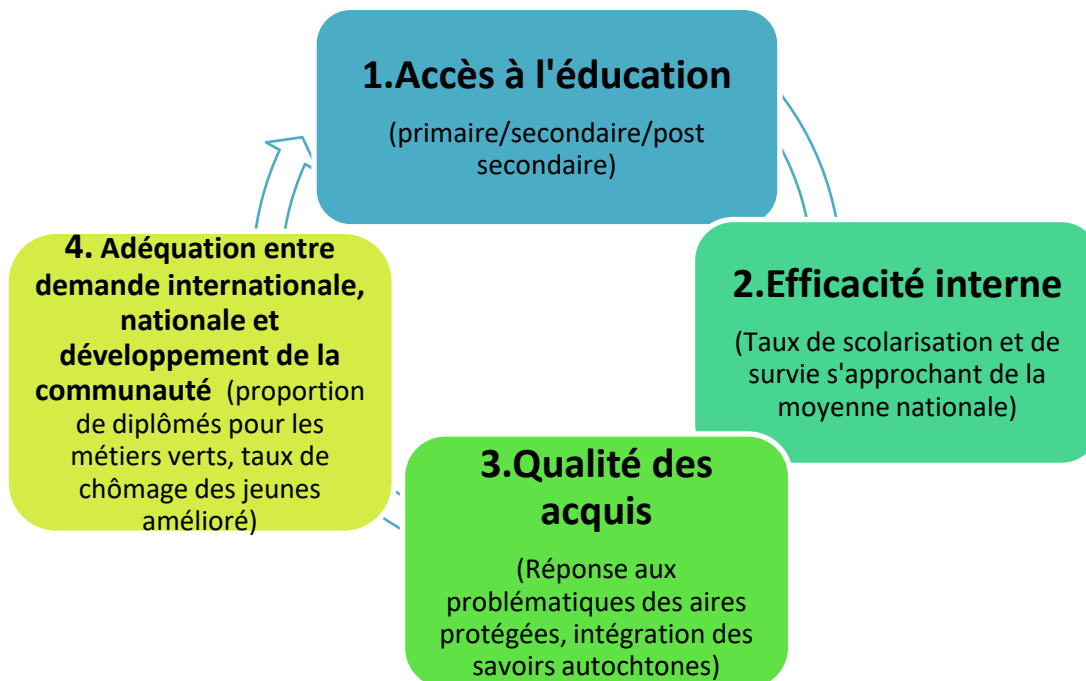 1.Accès à l'éducation
(primaire/secondaire/post
secondaire)
2.Efficacité interne
(Taux de scolarisation et de
survie s'approchant de la
moyenne nationale)
3.Qualité des
acquis
(Réponse aux
problématiques des aires
protégées, intégration des
savoirs autochtones)
4. Adéquation entre
demande internationale,
nationale et
développement de la
communauté (proportion
de diplômés pour les
métiers verts, taux de
chômage des jeunes
amélioré)